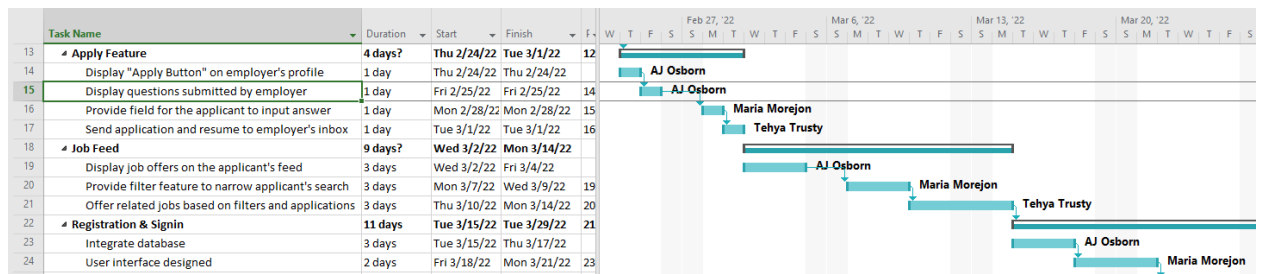 Feb 27, '22 Mar 6, '22 Mar 13, '22 Mar 20, '22
Task Name Duration Start Finish W T F S S M T W T F S S M T W T F S S M T W T F S S M T W T F S
13 Apply Feature 4 days? Thu 2/24/22 Tue 3/1/22 12
14 Display "Apply Button" on employer's profile 1 day Thu 2/24/22 Thu 2/24/22 AJ Osborn
15 Display questions submitted by employer 1 day Fri 2/25/22 Fri 2/25/22 14 AJ Osborn
16 Provide field for the applicant to input answer 1 day Mon 2/28/22 Mon 2/28/22 15 Maria Morejon
17 Send application and resume to employer's inbox 1 day Tue 3/1/22 Tue 3/1/22 16 Tehya Trusty
18 Job Feed 9 days? Wed 3/2/22 Mon 3/14/22
19 Display job offers on the applicant's feed 3 days Wed 3/2/22 Fri 3/4/22 AJ Osborn
20 Provide filter feature to narrow applicant's search 3 days Mon 3/7/22 Wed 3/9/22 19 Maria Morejon
21 Offer related jobs based on filters and applications 3 days Thu 3/10/22 Mon 3/14/22 20 Tehya Trusty
22 Registration & Signin 11 days Tue 3/15/22 Tue 3/29/22 21
23 Integrate database 3 days Tue 3/15/22 Thu 3/17/22 AJ Osborn
24 User interface designed 2 days Fri 3/18/22 Mon 3/21/22 23 Maria Morejon